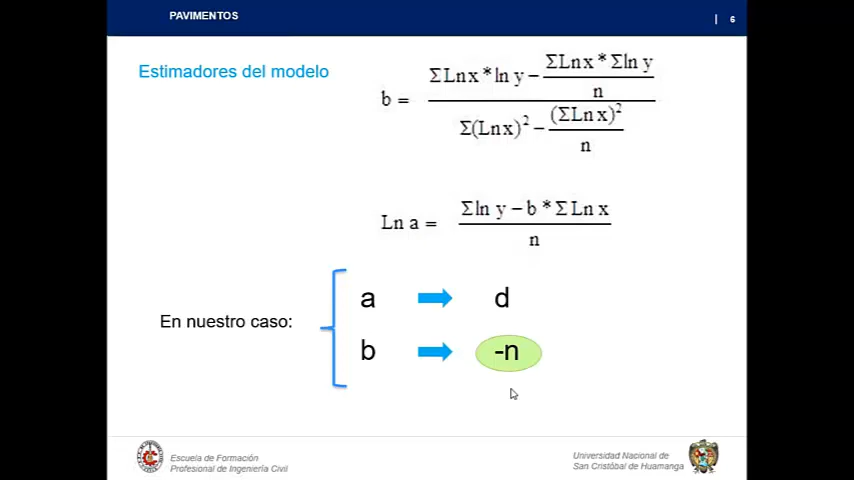 PAVIMENTOS
| 6
Estimadores del modelo
b = (ΣLnx*ln y − (ΣLnx*Σln y)/n) / (Σ(Lnx)² − (ΣLnx)²/n)
Ln a = (Σln y − b*ΣLnx)/n
En nuestro caso:
a d
b -n
Escuela de Formación
Profesional de Ingeniería Civil
Universidad Nacional de
San Cristóbal de Huamanga